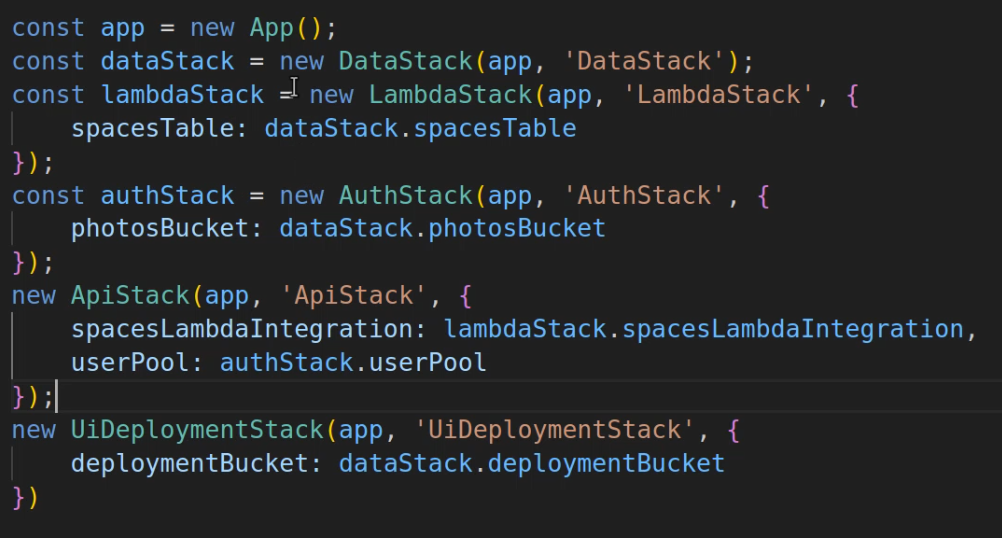 const app = new App();
const dataStack = new DataStack(app, 'DataStack');
const lambdaStack = new LambdaStack(app, 'LambdaStack', {
    spacesTable: dataStack.spacesTable
});
const authStack = new AuthStack(app, 'AuthStack', {
    photosBucket: dataStack.photosBucket
});
new ApiStack(app, 'ApiStack', {
    spacesLambdaIntegration: lambdaStack.spacesLambdaIntegration,
    userPool: authStack.userPool
});
new UiDeploymentStack(app, 'UiDeploymentStack', {
    deploymentBucket: dataStack.deploymentBucket
})